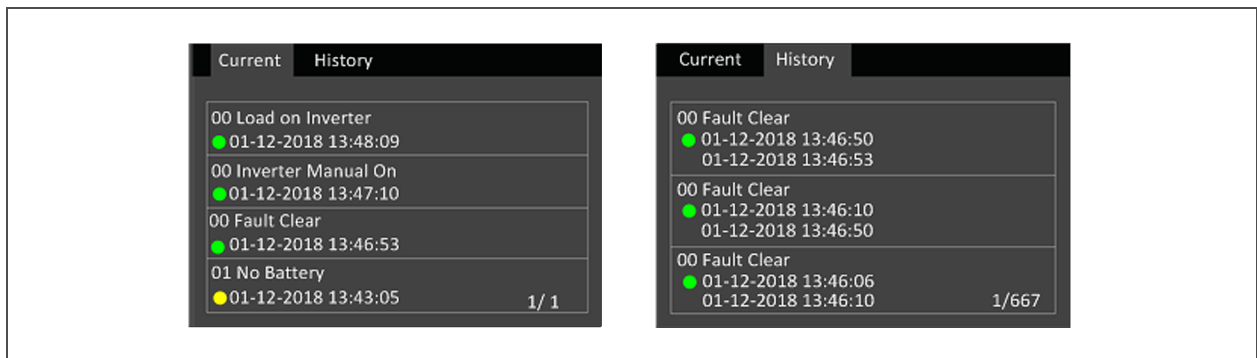 Current History
00 Load on Inverter
01-12-2018 13:48:09
00 Inverter Manual On
01-12-2018 13:47:10
00 Fault Clear
01-12-2018 13:46:53
01 No Battery
01-12-2018 13:43:05 1/ 1
Current History
00 Fault Clear
01-12-2018 13:46:50
01-12-2018 13:46:53
00 Fault Clear
01-12-2018 13:46:10
01-12-2018 13:46:50
00 Fault Clear
01-12-2018 13:46:06
01-12-2018 13:46:10 1/667